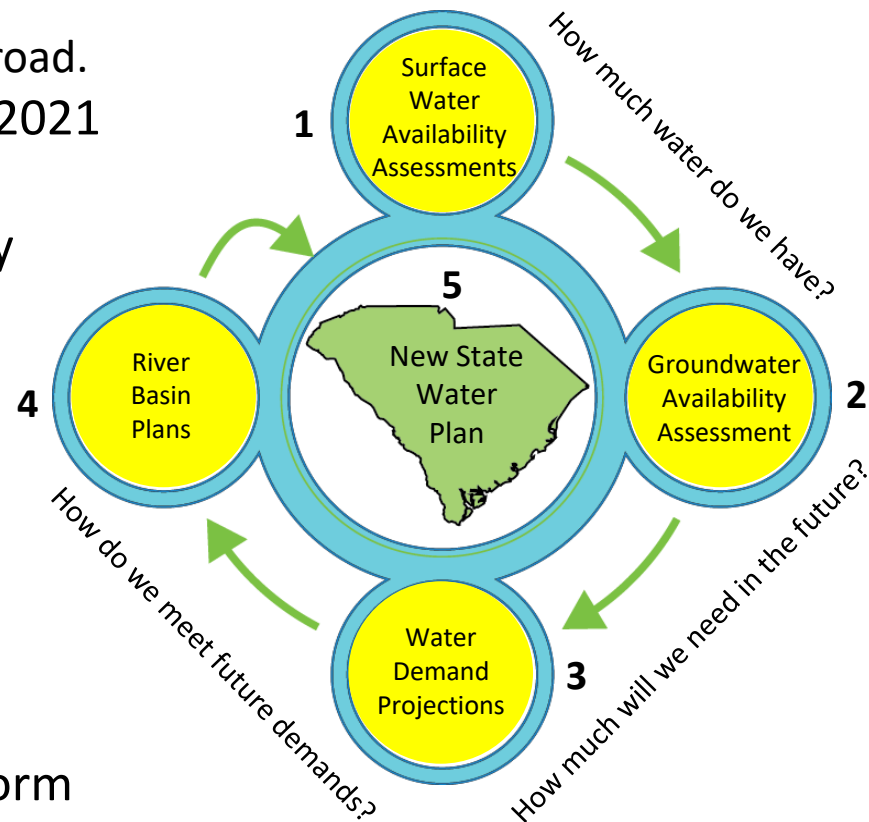 road.
2021
y
orm
1
Surface
Water
Availability
Assessments
How much water do we have?
2
Groundwater
Availability
Assessment
How much will we need in the future?
3
Water
Demand
Projections
How do we meet future demands?
4
River
Basin
Plans
5
New State
Water
Plan